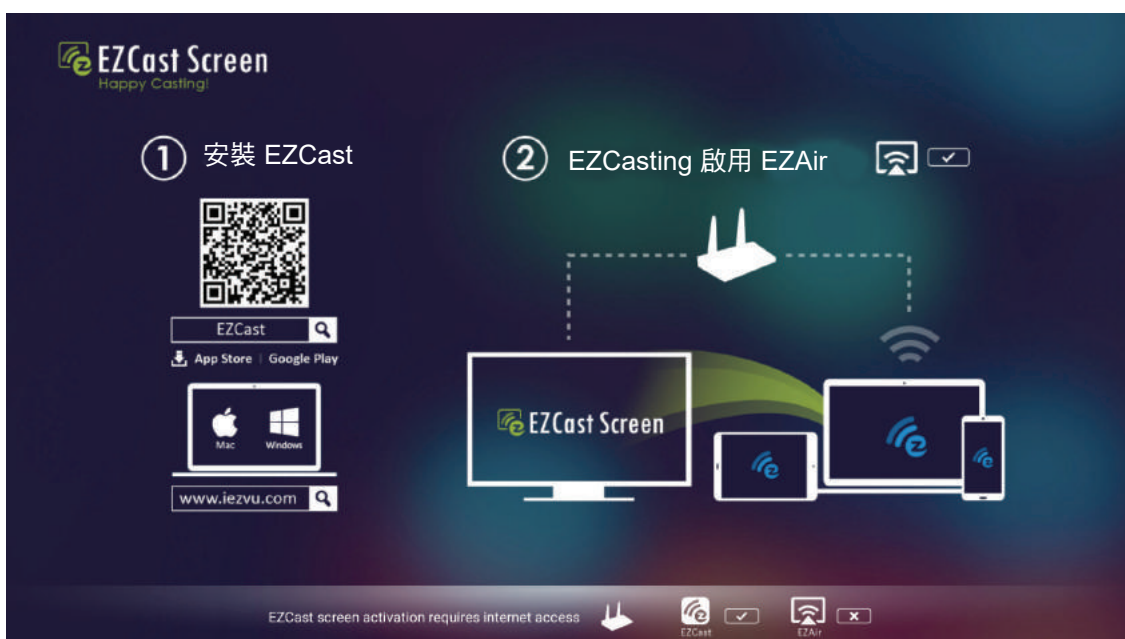 EZCast Screen
Happy Casting!
1 安裝 EZCast
EZCast
App Store | Google Play
Mac Windows
www.iezvu.com
2 EZCasting 啟用 EZAir
EZCast Screen
EZCast screen activation requires internet access
EZCast
EZAir